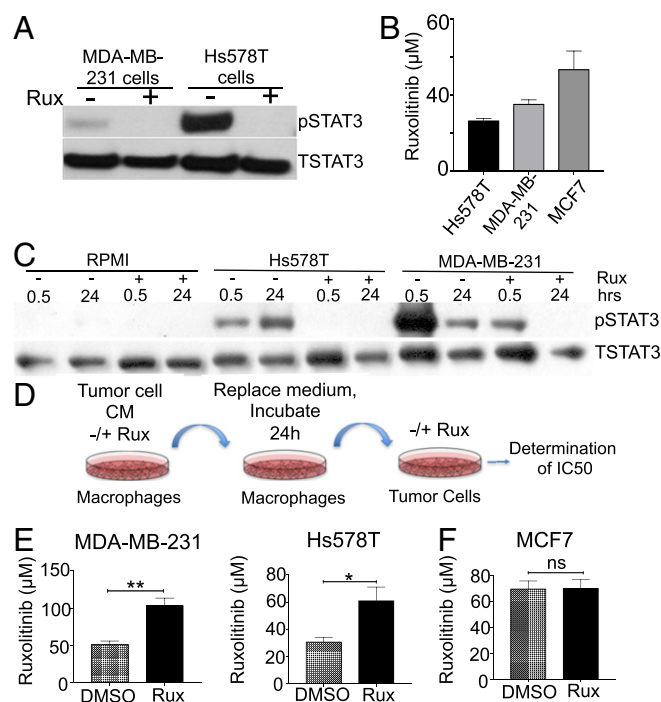 A
MDA-MB-
231 cells
Hs578T
cells
Rux - + - +
pSTAT3
TSTAT3
B
Ruxolitinib (µM)
60
40
20
0
Hs578T
MDA-MB-
231
MCF7
C
RPMI Hs578T MDA-MB-231
- - + + - - + + - - + + Rux
0.5 24 0.5 24 0.5 24 0.5 24 0.5 24 0.5 24 hrs
pSTAT3
TSTAT3
D
Tumor cell
CM
-/+ Rux
Macrophages
Replace medium,
Incubate
24h
Macrophages
-/+ Rux
Tumor Cells
Determination
of IC50
E
MDA-MB-231
Ruxolitinib (µM)
150
100
50
0
**
DMSO Rux
Hs578T
Ruxolitinib (µM)
80
60
40
20
0
*
DMSO Rux
F
MCF7
Ruxolitinib (µM)
80
60
40
20
0
ns
DMSO Rux